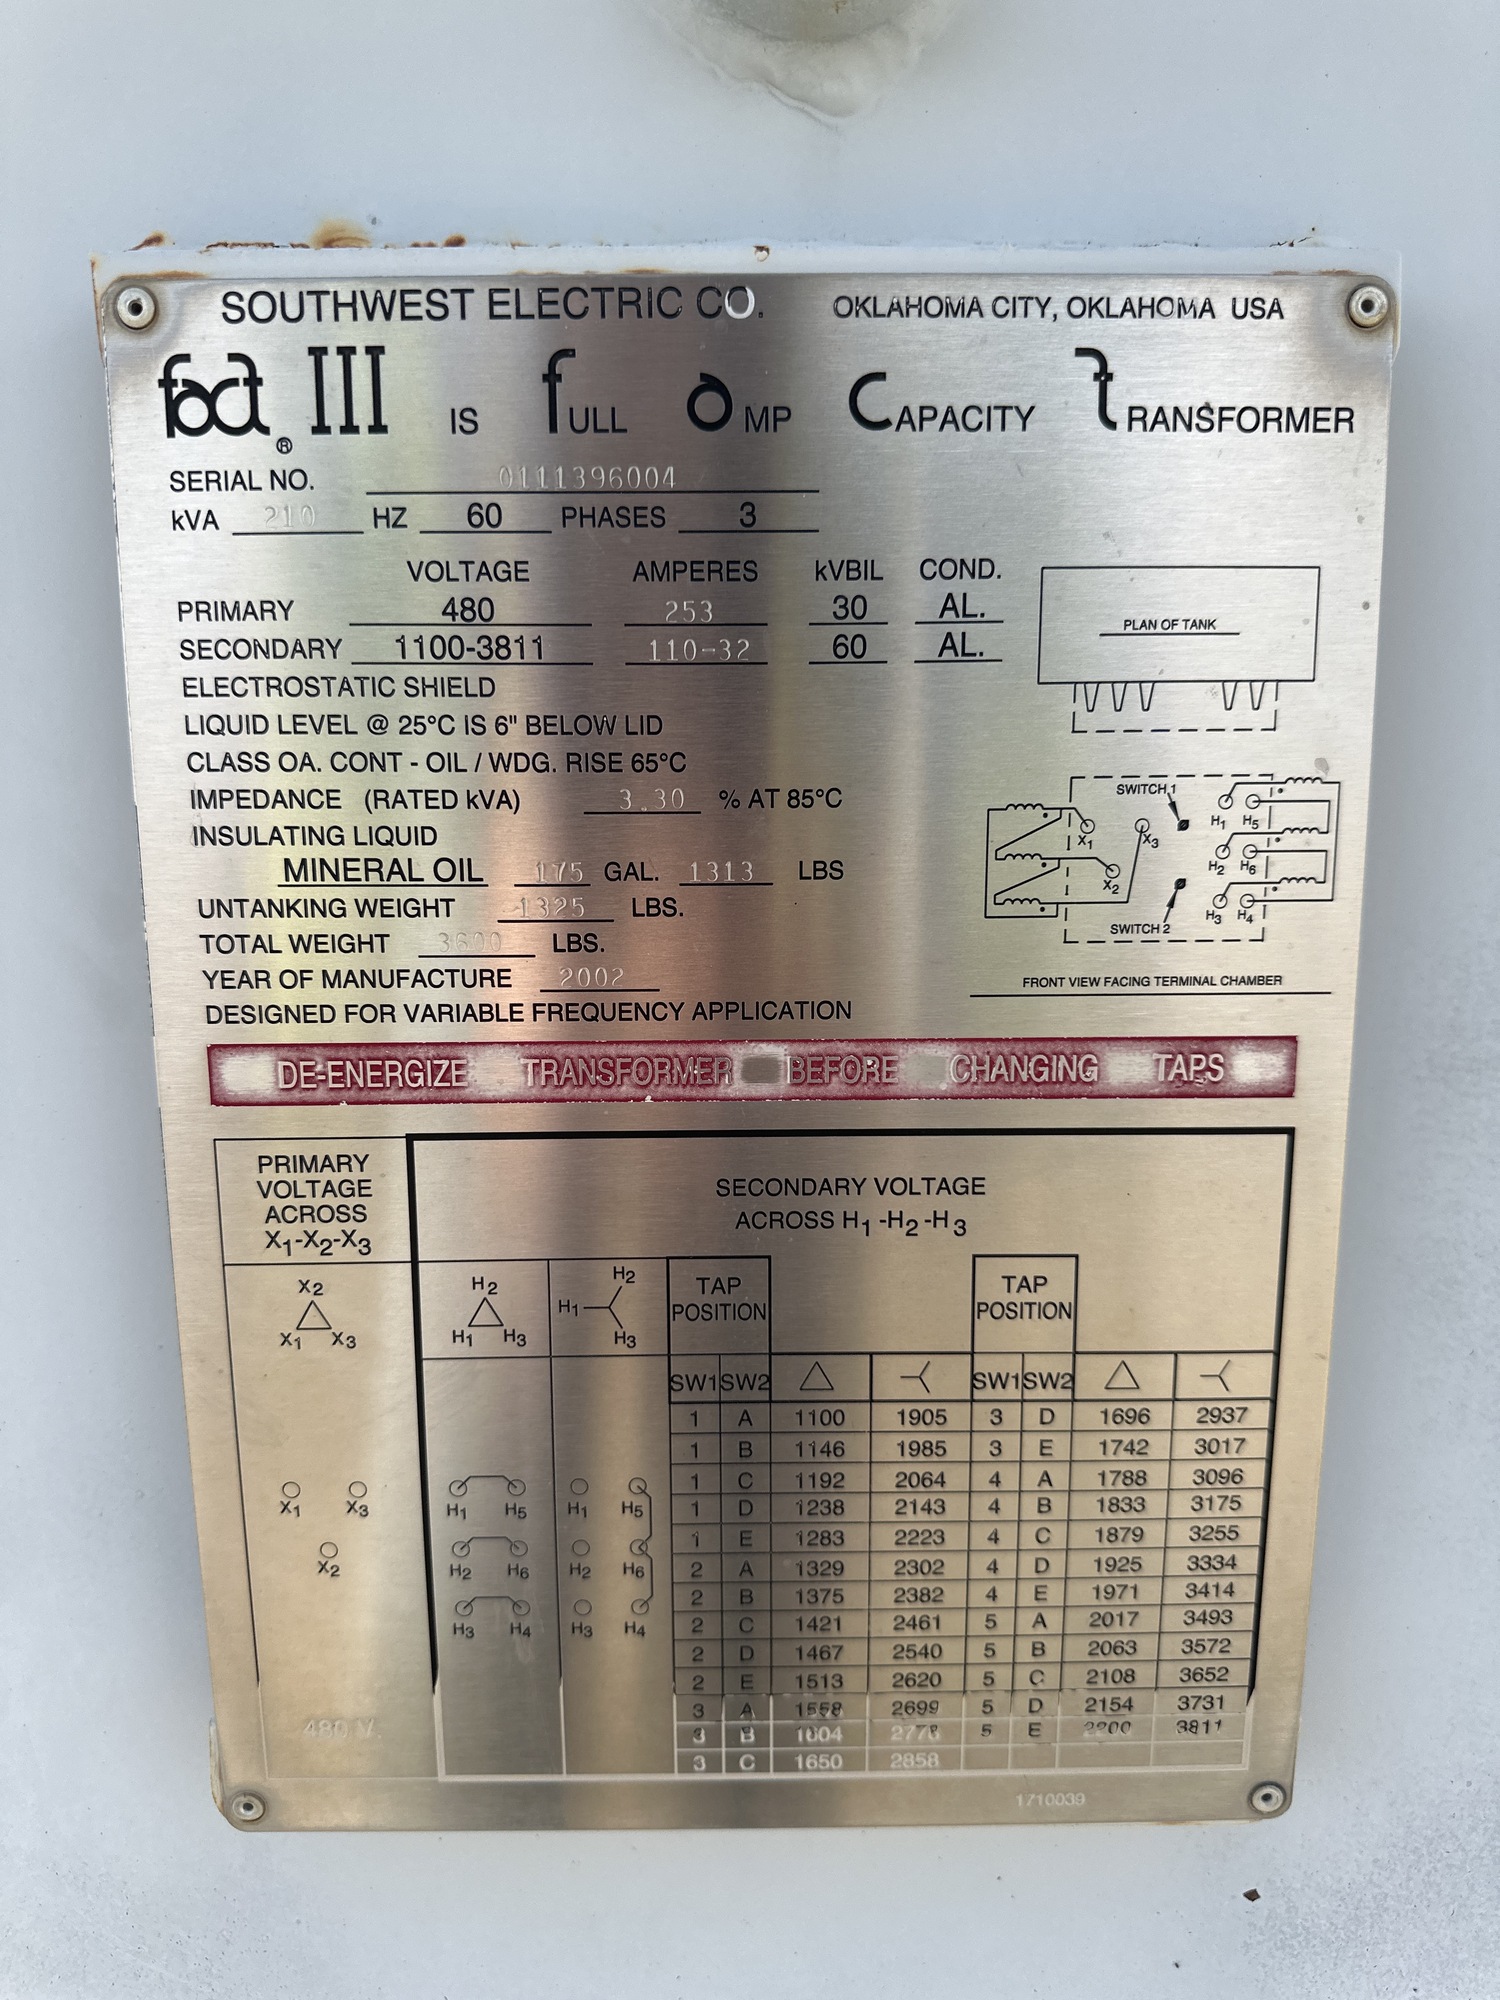 SOUTHWEST ELECTRIC CO. OKLAHOMA CITY, OKLAHOMA USA
fact® III IS fULL aMP CAPACITY tRANSFORMER
SERIAL NO. 0111396004
kVA 210 HZ 60 PHASES 3
VOLTAGE AMPERES kVBIL COND.
PRIMARY 480 253 30 AL.
SECONDARY 1100-3811 110-32 60 AL.
ELECTROSTATIC SHIELD
LIQUID LEVEL @ 25°C IS 6" BELOW LID
CLASS OA. CONT - OIL / WDG. RISE 65°C
IMPEDANCE (RATED kVA) 3.30 % AT 85°C
INSULATING LIQUID
MINERAL OIL 175 GAL. 1313 LBS
UNTANKING WEIGHT 1325 LBS.
TOTAL WEIGHT 3600 LBS.
YEAR OF MANUFACTURE 2002
DESIGNED FOR VARIABLE FREQUENCY APPLICATION
PLAN OF TANK
SWITCH 1
X1 X3 H1 H5
X2 H2 H6
H3 H4
SWITCH 2
FRONT VIEW FACING TERMINAL CHAMBER
DE-ENERGIZE TRANSFORMER BEFORE CHANGING TAPS
PRIMARY
VOLTAGE
ACROSS
X1-X2-X3
SECONDARY VOLTAGE
ACROSS H1-H2-H3
X2
X1 X3
H2
H1 H3
H2
H1
H3
TAP
POSITION
TAP
POSITION
SW1 SW2 △ Y SW1 SW2 △ Y
1 A 1100 1905 3 D 1696 2937
1 B 1146 1985 3 E 1742 3017
1 C 1192 2064 4 A 1788 3096
1 D 1238 2143 4 B 1833 3175
1 E 1283 2223 4 C 1879 3255
2 A 1329 2302 4 D 1925 3334
2 B 1375 2382 4 E 1971 3414
2 C 1421 2461 5 A 2017 3493
2 D 1467 2540 5 B 2063 3572
2 E 1513 2620 5 C 2108 3652
3 A 1558 2699 5 D 2154 3731
3 B 1604 2778 5 E 2200 3811
3 C 1650 2858
X1 X3
X2
H1 H5
H2 H6
H3 H4
H1 H5
H2 H6
H3 H4
480 V.
1710039